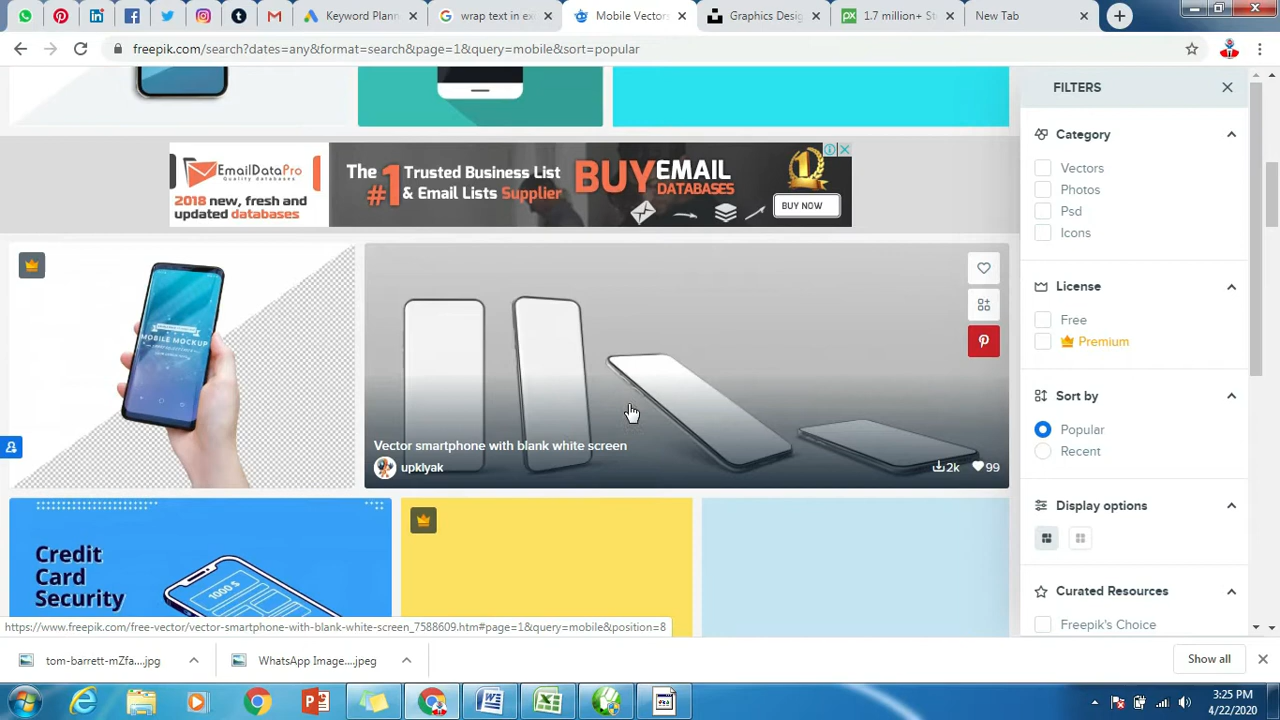 Keyword Plann
wrap text in ex
Mobile Vectors
Graphics Desig
1.7 million+ St
New Tab
freepik.com/search?dates=any&format=search&page=1&query=mobile&sort=popular
FILTERS
EmailDataPro
Quality databases
2018 new, fresh and
updated databases
The #1 Trusted Business List
& Email Lists Supplier
BUY EMAIL
DATABASES
1
BUY NOW
Category
Vectors
Photos
Psd
Icons
License
Free
Premium
MOBILE MOCKUP
Vector smartphone with blank white screen
upklyak
2k
99
Sort by
Popular
Recent
Display options
Credit
Card
Security
1000 $
Curated Resources
Freepik's Choice
https://www.freepik.com/free-vector/vector-smartphone-with-blank-white-screen_7588609.htm#page=1&query=mobile&position=8
tom-barrett-mZfa....jpg
WhatsApp Image....jpeg
Show all
3:25 PM
4/22/2020